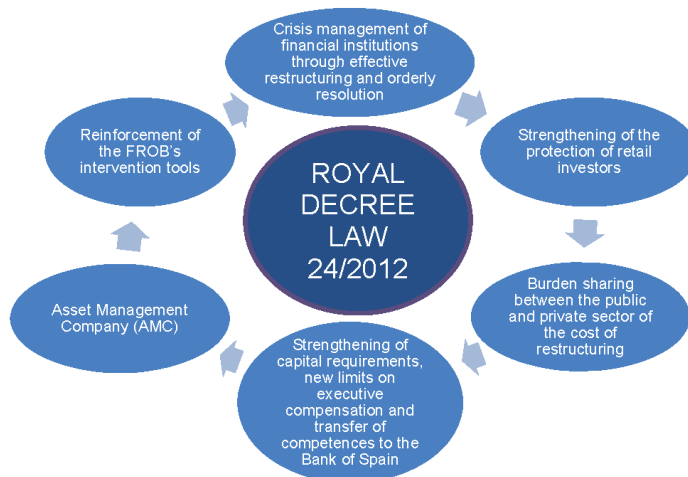 Crisis management of
financial institutions
through effective
restructuring and orderly
resolution
Reinforcement of
the FROB's
intervention tools
Strengthening of the
protection of retail
investors
ROYAL
DECREE
LAW
24/2012
Asset Management
Company (AMC)
Burden sharing
between the public
and private sector of
the cost of
restructuring
Strengthening of
capital requirements,
new limits on
executive
compensation and
transfer of
competences to the
Bank of Spain